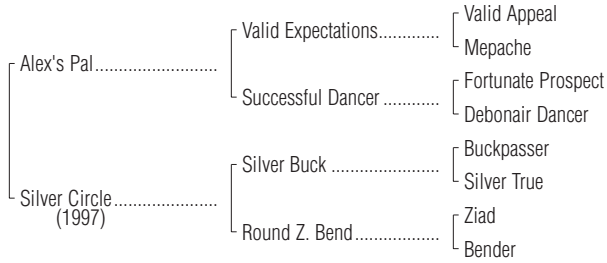 Valid Appeal
Valid Expectations.............
Mepache
Alex's Pal........................
Fortunate Prospect
Successful Dancer ............
Debonair Dancer
Buckpasser
Silver Buck .......................
Silver True
Silver Circle....................
(1997)
Ziad
Round Z. Bend..................
Bender